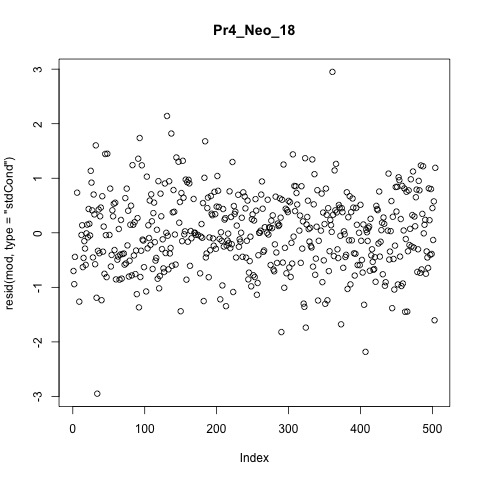 Pr4_Neo_18
resid(mod, type = "stdCond")
3
2
1
0
-1
-2
-3
0 100 200 300 400 500
Index